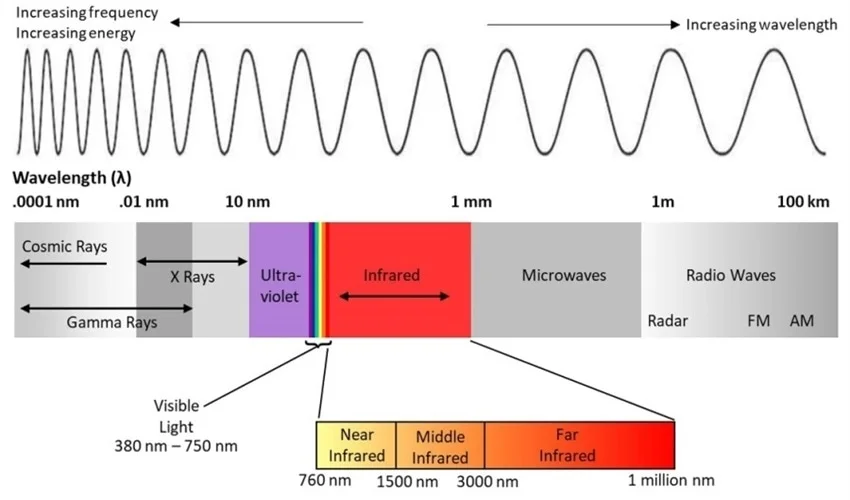 Increasing frequency
Increasing energy
Increasing wavelength
Wavelength (λ)
.0001 nm .01 nm 10 nm 1 mm 1m 100 km
Cosmic Rays
X Rays
Gamma Rays
Ultra-
violet
Infrared
Microwaves
Radio Waves
Radar FM AM
Visible
Light
380 nm – 750 nm
Near
Infrared
Middle
Infrared
Far
Infrared
760 nm 1500 nm 3000 nm 1 million nm